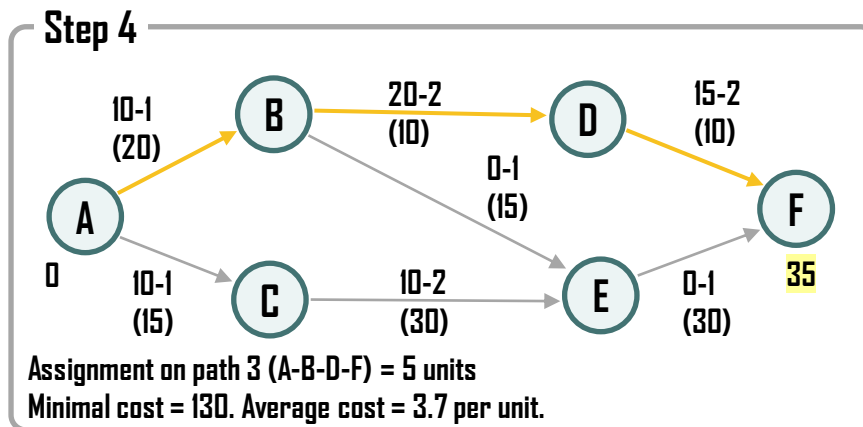 Step 4
10-1
(20)
B
20-2
(10)
D
15-2
(10)
A
0
0-1
(15)
F
35
10-1
(15)
C
10-2
(30)
E
0-1
(30)
Assignment on path 3 (A-B-D-F) = 5 units
Minimal cost = 130. Average cost = 3.7 per unit.